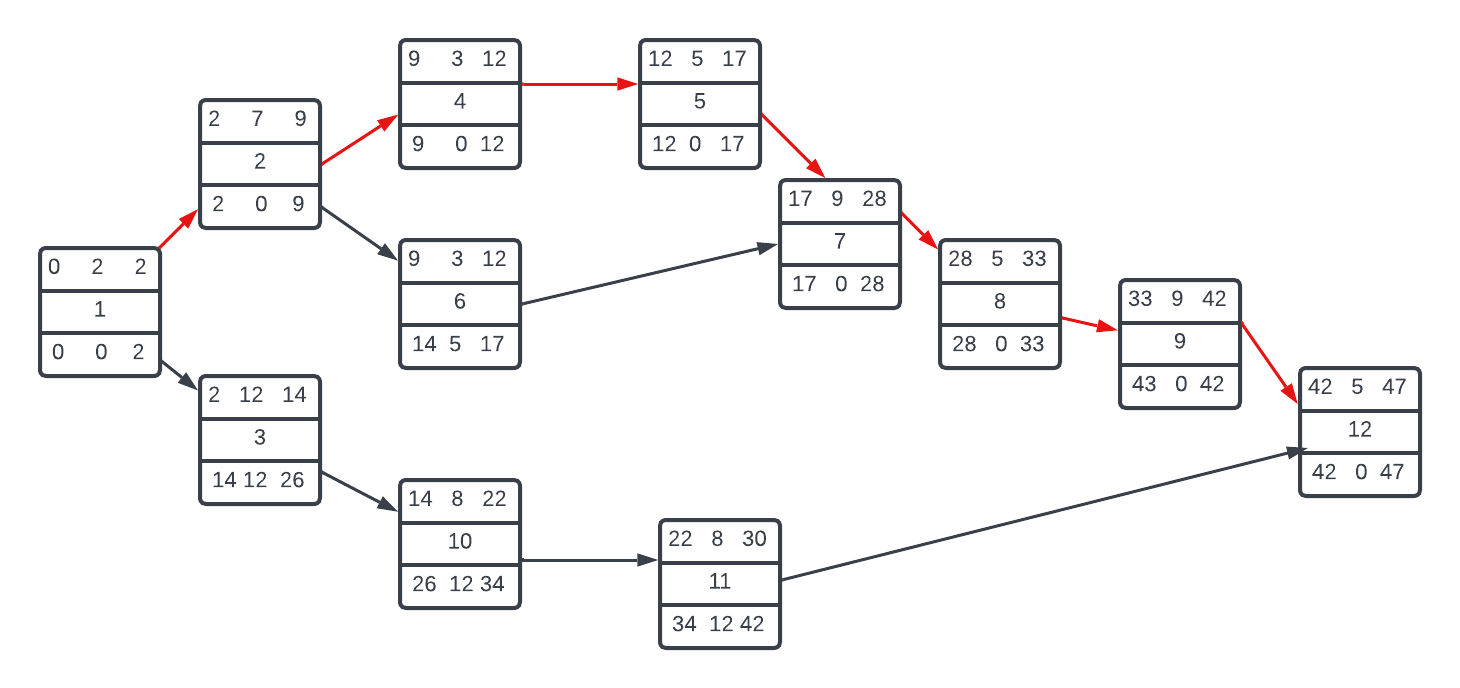 0 2 2
1
0 0 2
2 7 9
2
2 0 9
2 12 14
3
14 12 26
9 3 12
4
9 0 12
9 3 12
6
14 5 17
14 8 22
10
26 12 34
12 5 17
5
12 0 17
22 8 30
11
34 12 42
17 9 28
7
17 0 28
28 5 33
8
28 0 33
33 9 42
9
43 0 42
42 5 47
12
42 0 47